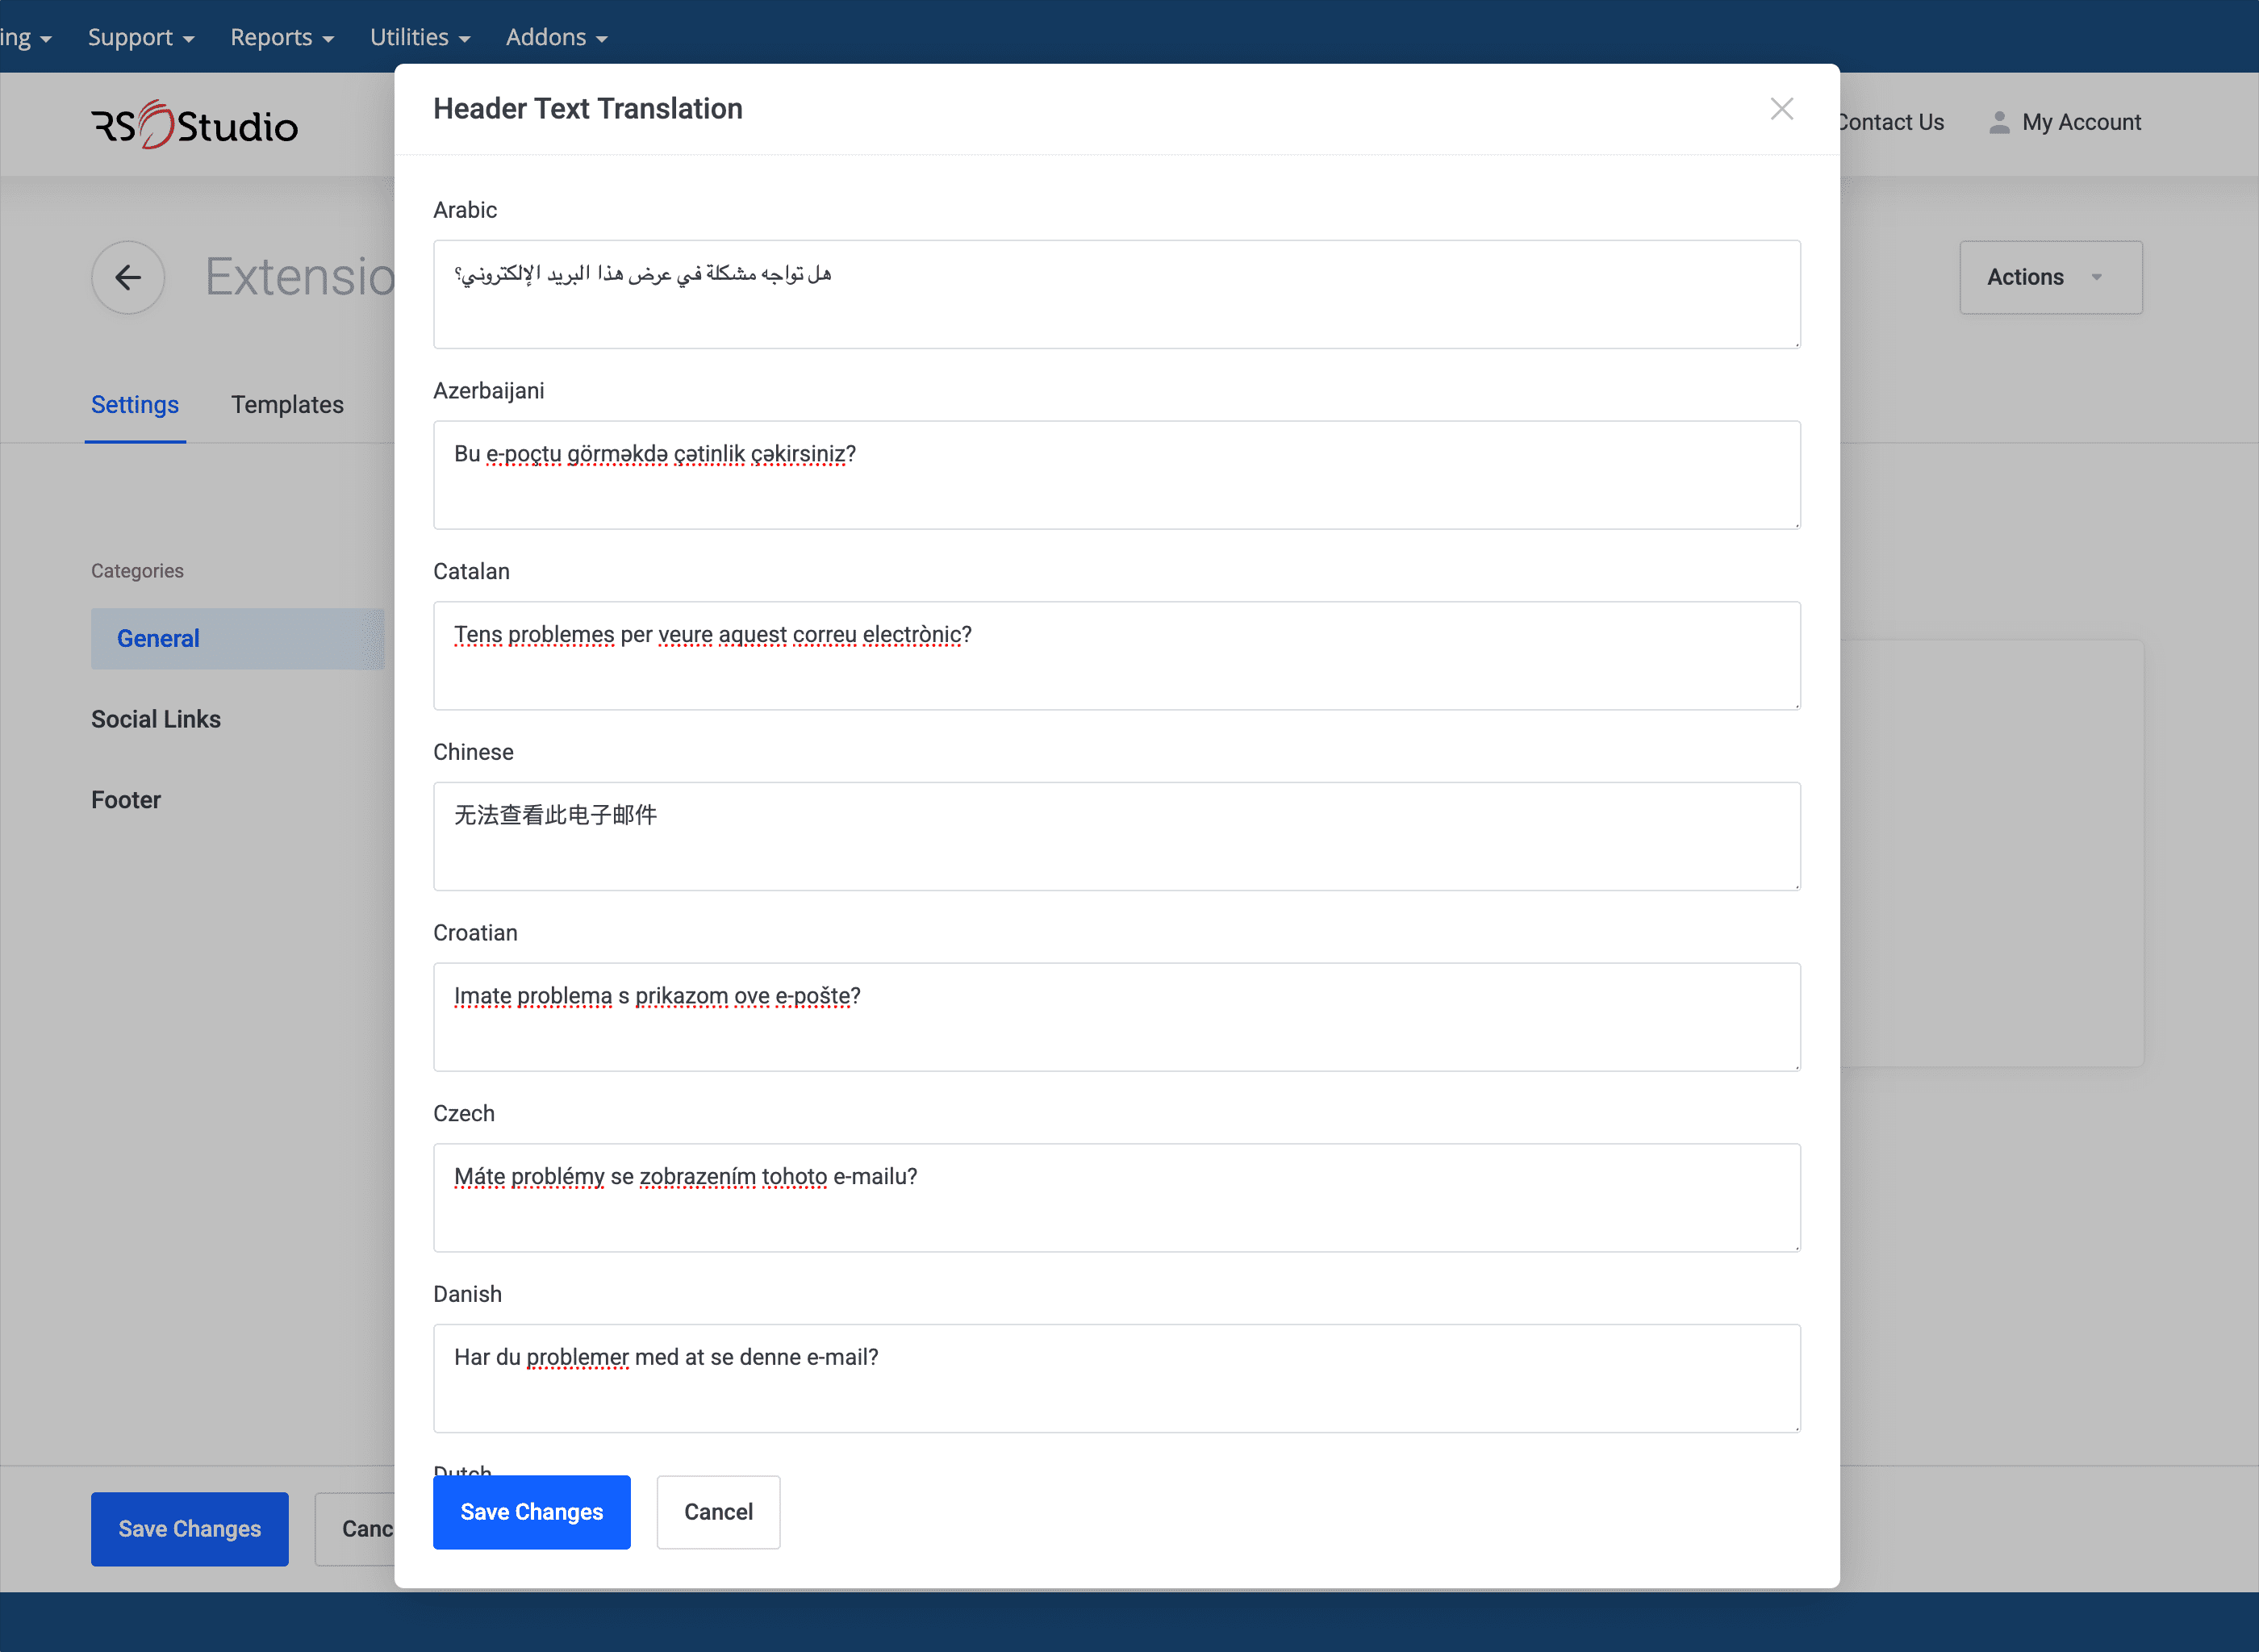 ing Support Reports Utilities Addons
Header Text Translation
RS Studio
Contact Us My Account
Extensio
Actions
Settings Templates
Categories
General
Social Links
Footer
Arabic
هل تواجه مشكلة في عرض هذا البريد الإلكتروني؟
Azerbaijani
Bu e-poçtu görməkdə çətinlik çəkirsiniz?
Catalan
Tens problemes per veure aquest correu electrònic?
Chinese
无法查看此电子邮件
Croatian
Imate problema s prikazom ove e-pošte?
Czech
Máte problémy se zobrazením tohoto e-mailu?
Danish
Har du problemer med at se denne e-mail?
Dutch
Save Changes Cancel
Save Changes Canc